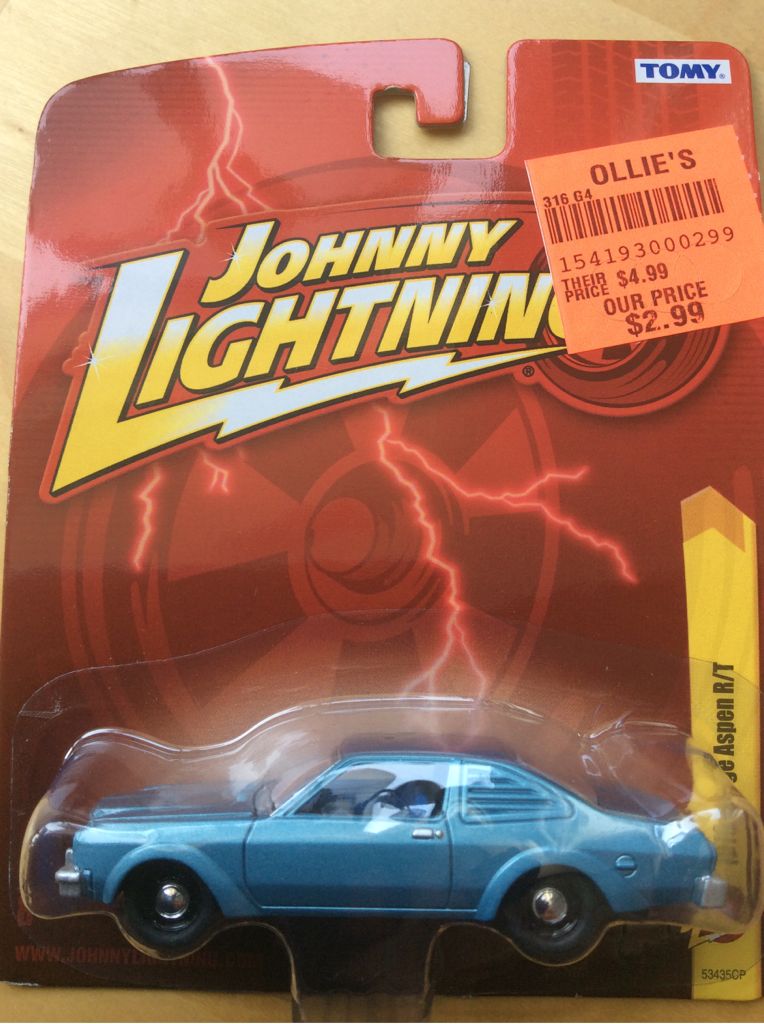 TOMY®
OLLIE'S
316 G4
154193000299
THEIR PRICE $4.99
OUR PRICE
$2.99
JOHNNY
LIGHTNING
®
Aspen R/T
WWW.JOHNNYLIGHTNING.COM
53435CP